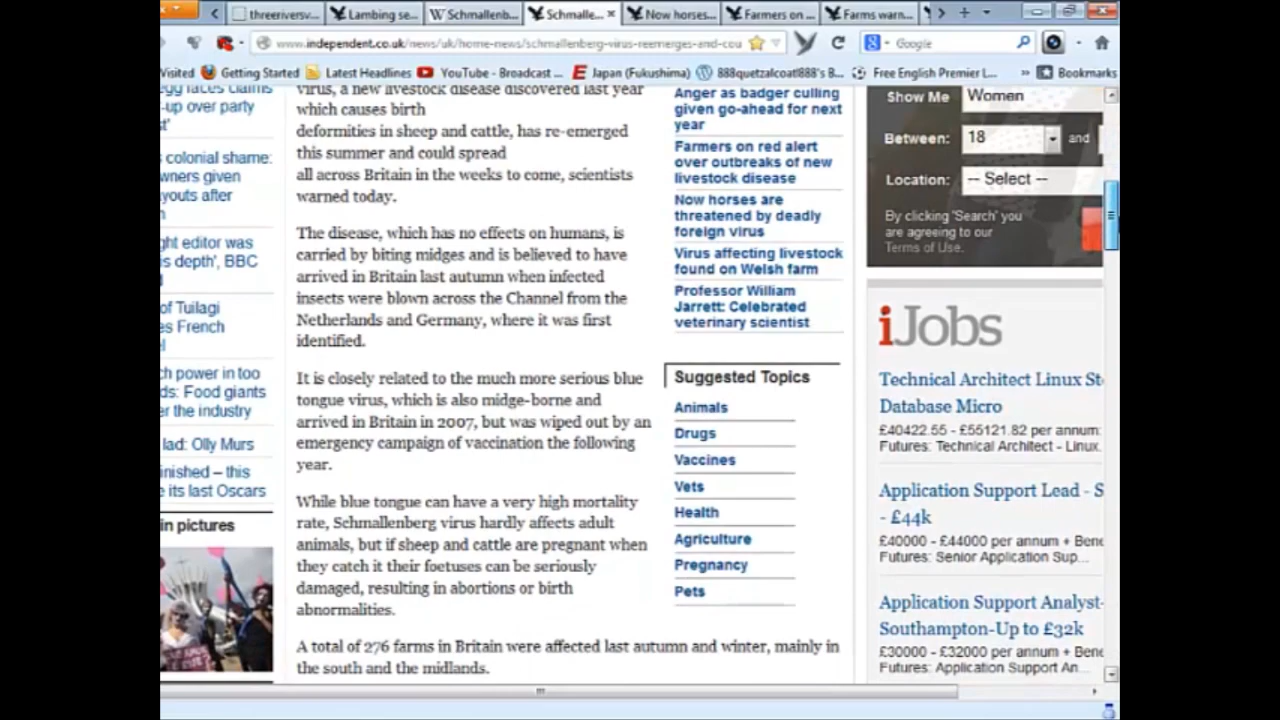 threeriversv...
Lambing se...
Schmallenb...
Schmalle...
Now horses...
Farmers on ...
Farms warn...
www.independent.co.uk/news/uk/home-news/schmallenberg-virus-reemerges-and-cou
Google
Visited
Getting Started
Latest Headlines
YouTube - Broadcast ...
Japan (Fukushima)
888quetzalcoatl888's B...
Free English Premier L...
Bookmarks
egg faces claims
-up over party
st'
s colonial shame:
wners given
youts after
ght editor was
is depth', BBC
of Tuilagi
es French
ch power in too
ds: Food giants
er the industry
lad: Olly Murs
inished – this
e its last Oscars
in pictures
virus, a new livestock disease discovered last year
which causes birth
deformities in sheep and cattle, has re-emerged
this summer and could spread
all across Britain in the weeks to come, scientists
warned today.
The disease, which has no effects on humans, is
carried by biting midges and is believed to have
arrived in Britain last autumn when infected
insects were blown across the Channel from the
Netherlands and Germany, where it was first
identified.
It is closely related to the much more serious blue
tongue virus, which is also midge-borne and
arrived in Britain in 2007, but was wiped out by an
emergency campaign of vaccination the following
year.
While blue tongue can have a very high mortality
rate, Schmallenberg virus hardly affects adult
animals, but if sheep and cattle are pregnant when
they catch it their foetuses can be seriously
damaged, resulting in abortions or birth
abnormalities.
A total of 276 farms in Britain were affected last autumn and winter, mainly in
the south and the midlands.
Anger as badger culling
given go-ahead for next
year
Farmers on red alert
over outbreaks of new
livestock disease
Now horses are
threatened by deadly
foreign virus
Virus affecting livestock
found on Welsh farm
Professor William
Jarrett: Celebrated
veterinary scientist
Suggested Topics
Animals
Drugs
Vaccines
Vets
Health
Agriculture
Pregnancy
Pets
Show Me Women
Between: 18 and
Location: -- Select --
By clicking 'Search' you
are agreeing to our
Terms of Use.
iJobs
Technical Architect Linux St
Database Micro
£40422.55 - £55121.82 per annum:
Futures: Technical Architect - Linux.
Application Support Lead - S
- £44k
£40000 - £44000 per annum + Bene
Futures: Senior Application Sup...
Application Support Analyst-
Southampton-Up to £32k
£30000 - £32000 per annum + Bene
Futures: Application Support An...